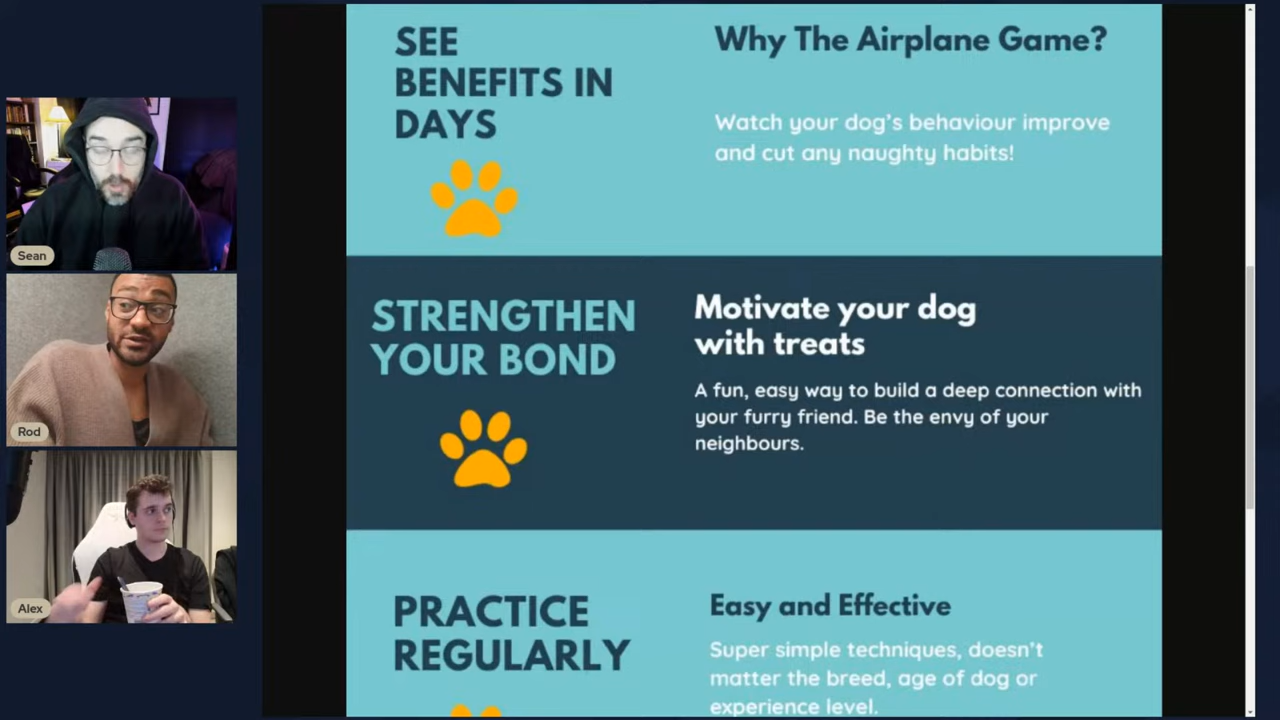 SEE
BENEFITS IN
DAYS
Why The Airplane Game?
Watch your dog's behaviour improve
and cut any naughty habits!
STRENGTHEN
YOUR BOND
Motivate your dog
with treats
A fun, easy way to build a deep connection with
your furry friend. Be the envy of your
neighbours.
PRACTICE
REGULARLY
Easy and Effective
Super simple techniques, doesn't
matter the breed, age of dog or
experience level.
Sean
Rod
Alex